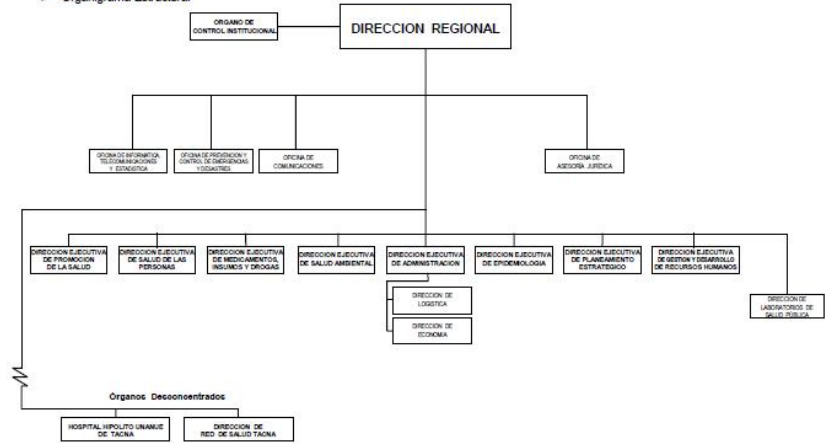 Organigrama Estructural
ORGANO DE
CONTROL INSTITUCIONAL
DIRECCION REGIONAL
OFICINA DE INFORMATICA,
TELECOMUNICACIONES
Y ESTADISTICA
OFICINA DE PREVENCION Y
CONTROL DE EMERGENCIAS
Y DESASTRES
OFICINA DE
COMUNICACIONES
OFICINA DE
ASESORÍA JURÍDICA
DIRECCION EJECUTIVA
DE PROMOCION
DE LA SALUD
DIRECCION EJECUTIVA
DE SALUD DE LAS
PERSONAS
DIRECCION EJECUTIVA
DE MEDICAMENTOS,
INSUMOS Y DROGAS
DIRECCION EJECUTIVA
DE SALUD AMBIENTAL
DIRECCION EJECUTIVA
DE ADMINISTRACION
DIRECCION EJECUTIVA
DE EPIDEMIOLOGIA
DIRECCION EJECUTIVA
DE PLANEAMIENTO
ESTRATEGICO
DIRECCION EJECUTIVA
DE GESTION Y DESARROLLO
DE RECURSOS HUMANOS
DIRECCION DE
LOGISTICA
DIRECCION DE
ECONOMIA
DIRECCION DE
LABORATORIOS DE
SALUD PÚBLICA
Órganos Desconcentrados
HOSPITAL HIPOLITO UNANUE
DE TACNA
DIRECCION DE
RED DE SALUD TACNA